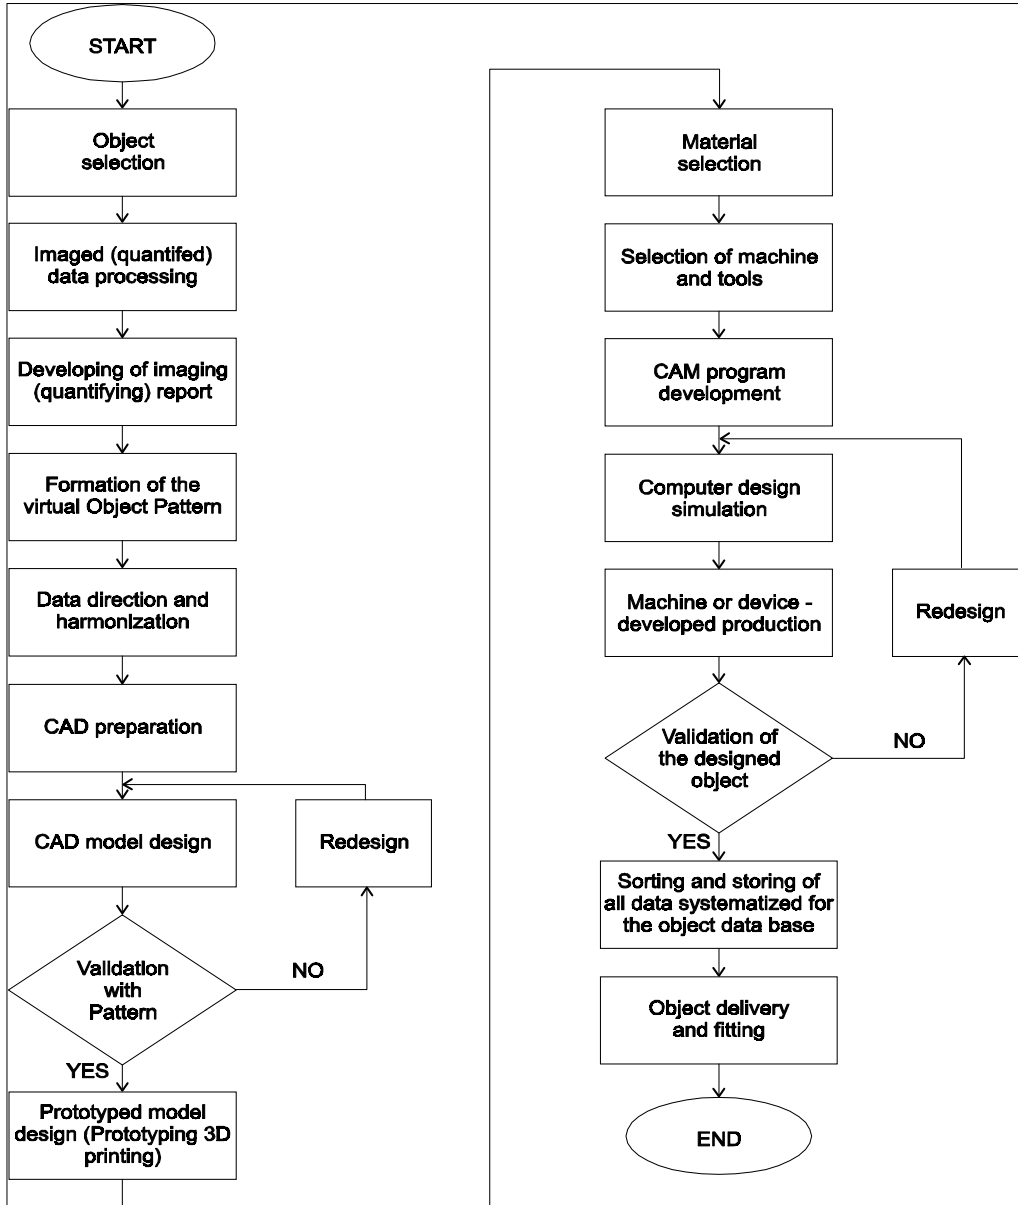 START
Object
selection
Imaged (quantifed)
data processing
Developing of imaging
(quantifying) report
Formation of the
virtual Object Pattern
Data direction and
harmonization
CAD preparation
CAD model design
Redesign
Validation
with
Pattern
NO
YES
Prototyped model
design (Prototyping 3D
printing)
Material
selection
Selection of machine
and tools
CAM program
development
Computer design
simulation
Machine or device -
developed production
Redesign
Validation of
the designed
object
NO
YES
Sorting and storing of
all data systematized for
the object data base
Object delivery
and fitting
END